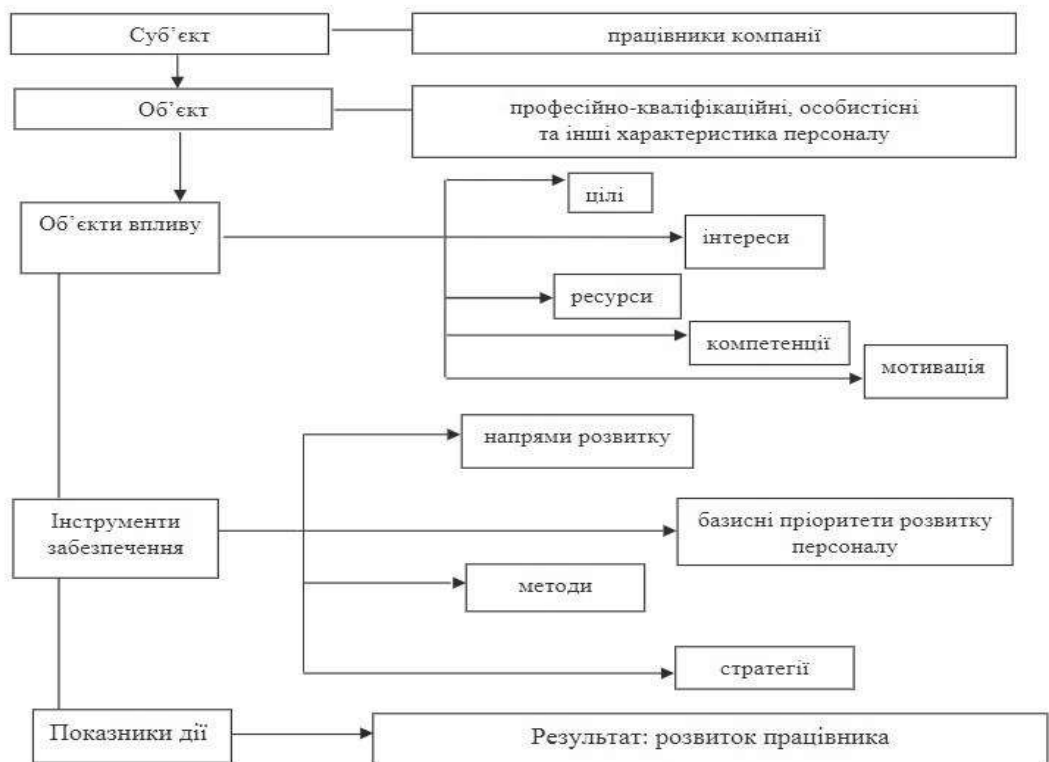 Суб’єкт
працівники компанії
Об’єкт
професійно-кваліфікаційні, особистісні
та інші характеристика персоналу
Об’єкти впливу
цілі
інтереси
ресурси
компетенції
мотивація
напрями розвитку
Інструменти
забезпечення
базисні пріоритети розвитку
персоналу
методи
стратегії
Показники дії
Результат: розвиток працівника